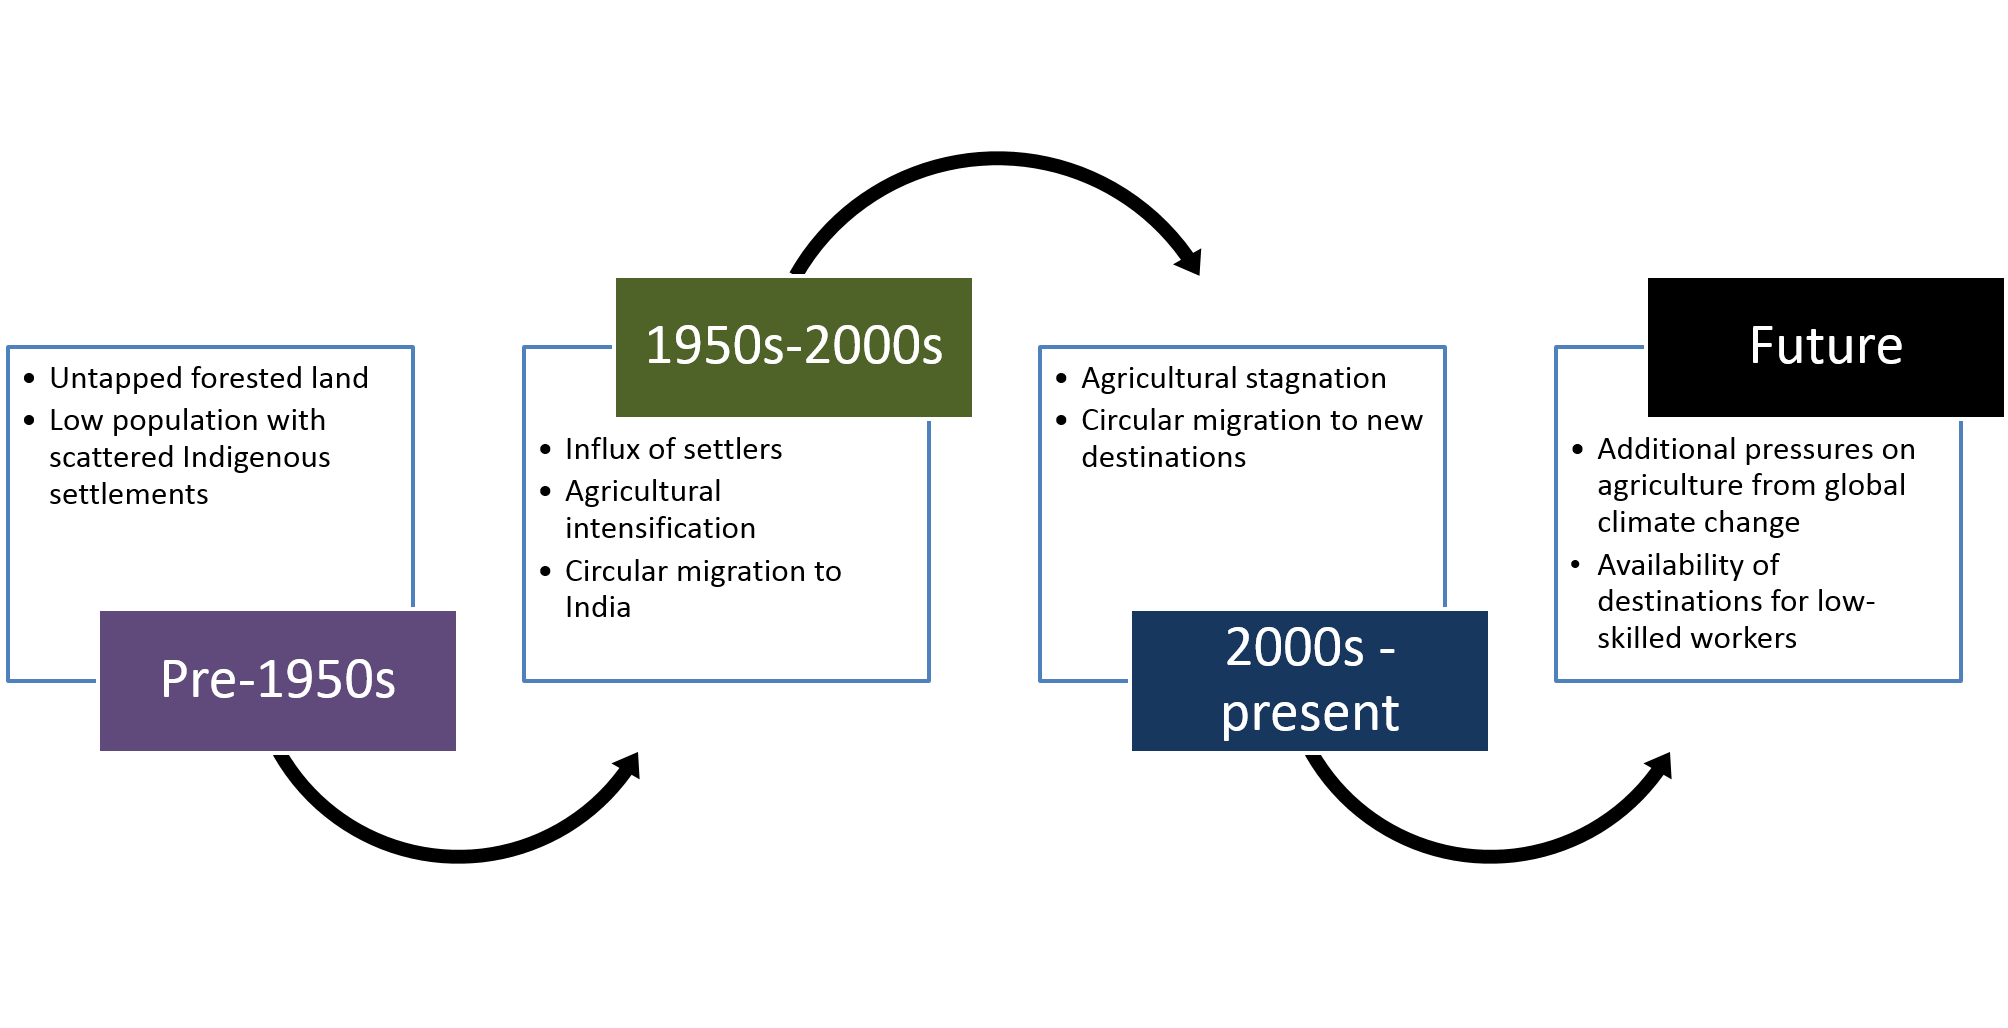 • Untapped forested land
• Low population with
scattered Indigenous
settlements
Pre-1950s
1950s-2000s
• Influx of settlers
• Agricultural
intensification
• Circular migration to
India
• Agricultural stagnation
• Circular migration to new
destinations
2000s -
present
Future
• Additional pressures on
agriculture from global
climate change
• Availability of
destinations for low-
skilled workers